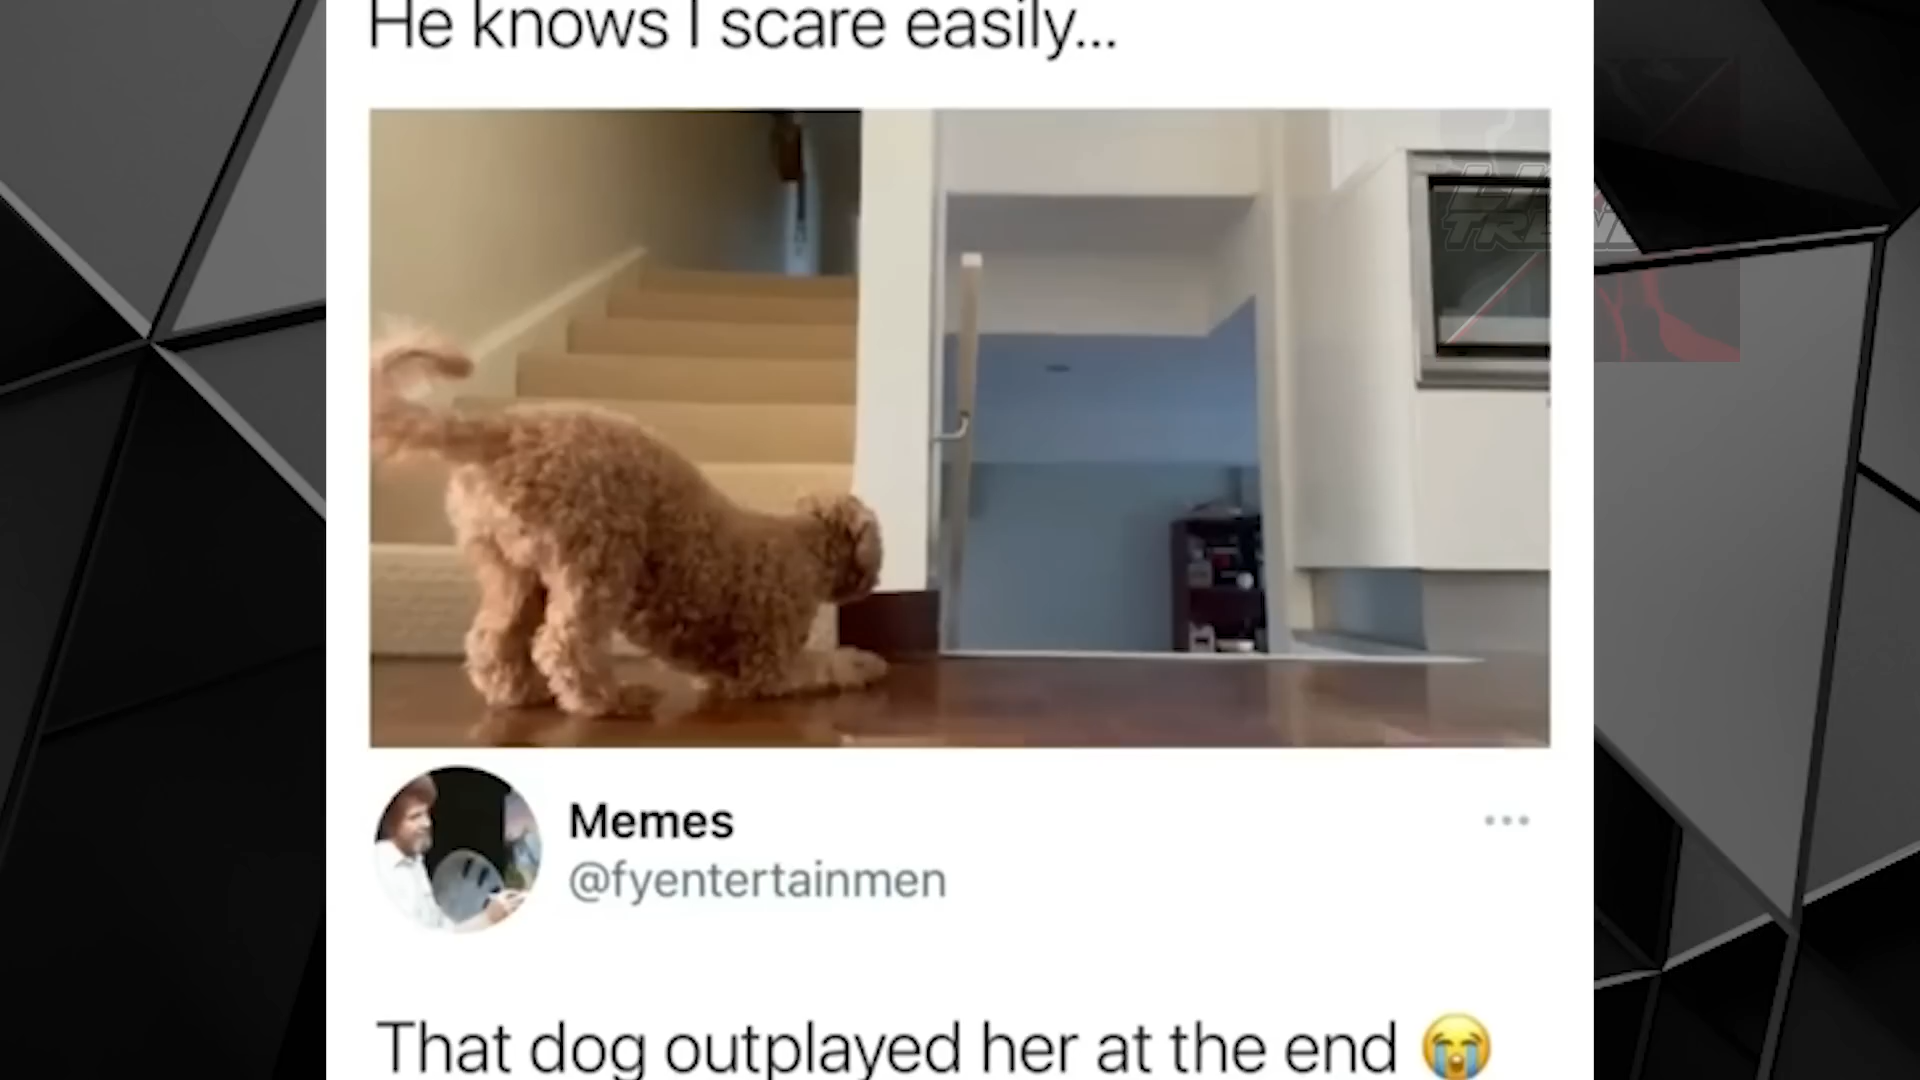 He knows I scare easily...
Memes
@fyentertainmen
That dog outplayed her at the end 😭